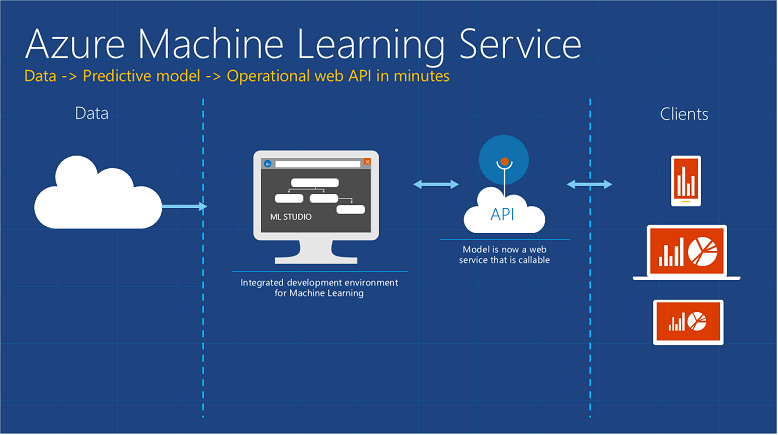 Azure Machine Learning Service
Data -> Predictive model -> Operational web API in minutes
Data
Clients
ML STUDIO
API
Integrated development environment
for Machine Learning
Model is now a web
service that is callable